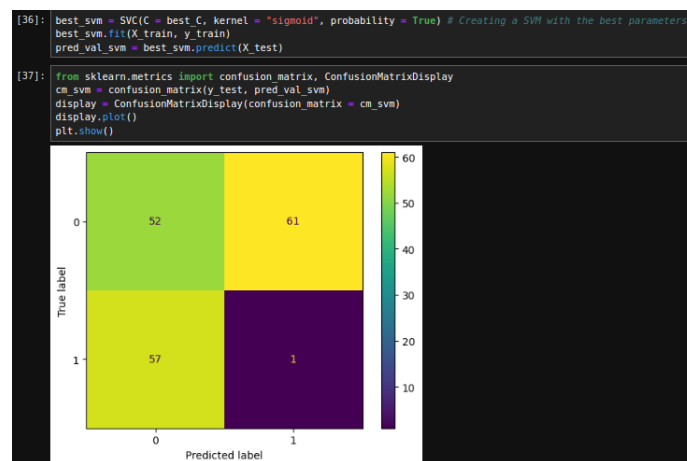 [36]: best_svm = SVC(C = best_C, kernel = "sigmoid", probability = True) # Creating a SVM with the best parameters
best_svm.fit(X_train, y_train)
pred_val_svm = best_svm.predict(X_test)
[37]: from sklearn.metrics import confusion_matrix, ConfusionMatrixDisplay
cm_svm = confusion_matrix(y_test, pred_val_svm)
display = ConfusionMatrixDisplay(confusion_matrix = cm_svm)
display.plot()
plt.show()
60
50
40
30
20
10
True label
0
52
61
1
57
1
0
1
Predicted label